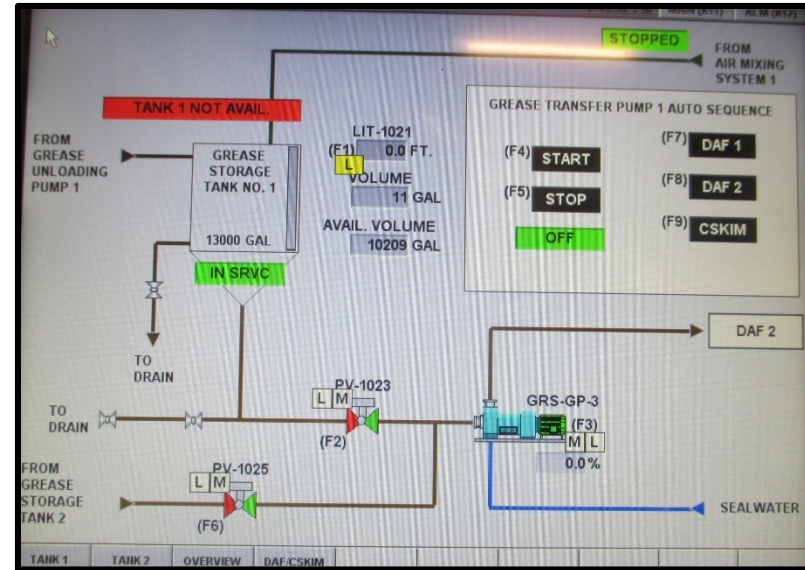 STOPPED
FROM
AIR MIXING
SYSTEM 1
TANK 1 NOT AVAIL.
FROM
GREASE
UNLOADING
PUMP 1
GREASE
STORAGE
TANK NO. 1
13000 GAL
IN SRVC
LIT-1021
(F1) 0.0 FT.
L
VOLUME
11 GAL
AVAIL. VOLUME
10209 GAL
GREASE TRANSFER PUMP 1 AUTO SEQUENCE
(F4) START
(F5) STOP
OFF
(F7) DAF 1
(F8) DAF 2
(F9) CSKIM
TO
DRAIN
DAF 2
TO
DRAIN
PV-1023
L M
(F2)
GRS-GP-3
(F3)
M L
0.0 %
FROM
GREASE
STORAGE
TANK 2
PV-1025
L M
(F6)
SEALWATER
TANK 1 TANK 2 OVERVIEW DAF/CSKIM